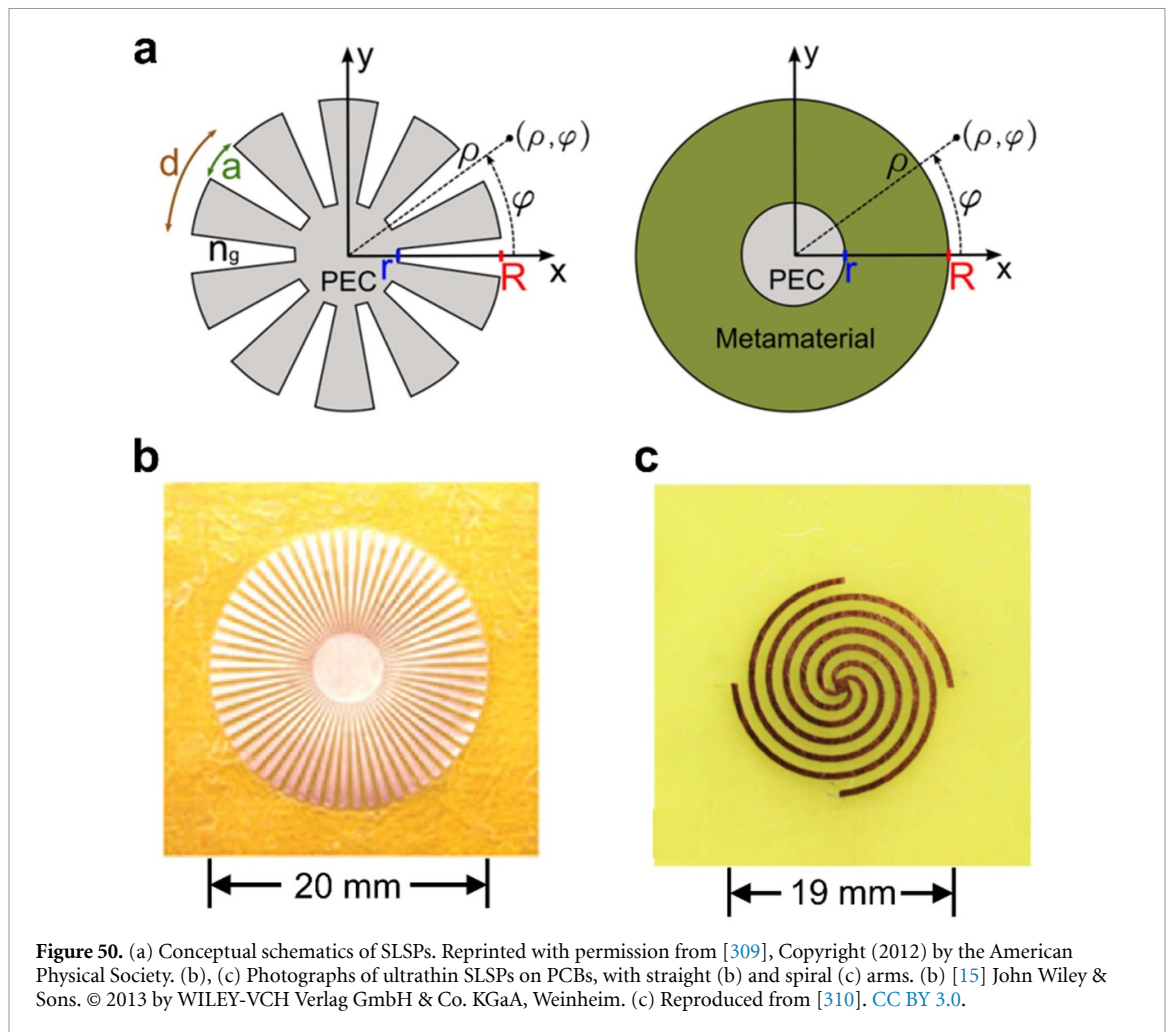 a
y
d
a
ρ
(ρ,φ)
φ
n_g
PEC
r
R
x
y
ρ
(ρ,φ)
φ
PEC
r
R
x
Metamaterial
b
c
20 mm
19 mm
Figure 50. (a) Conceptual schematics of SLSPs. Reprinted with permission from [309], Copyright (2012) by the American
Physical Society. (b), (c) Photographs of ultrathin SLSPs on PCBs, with straight (b) and spiral (c) arms. (b) [15] John Wiley &
Sons. © 2013 by WILEY-VCH Verlag GmbH & Co. KGaA, Weinheim. (c) Reproduced from [310]. CC BY 3.0.